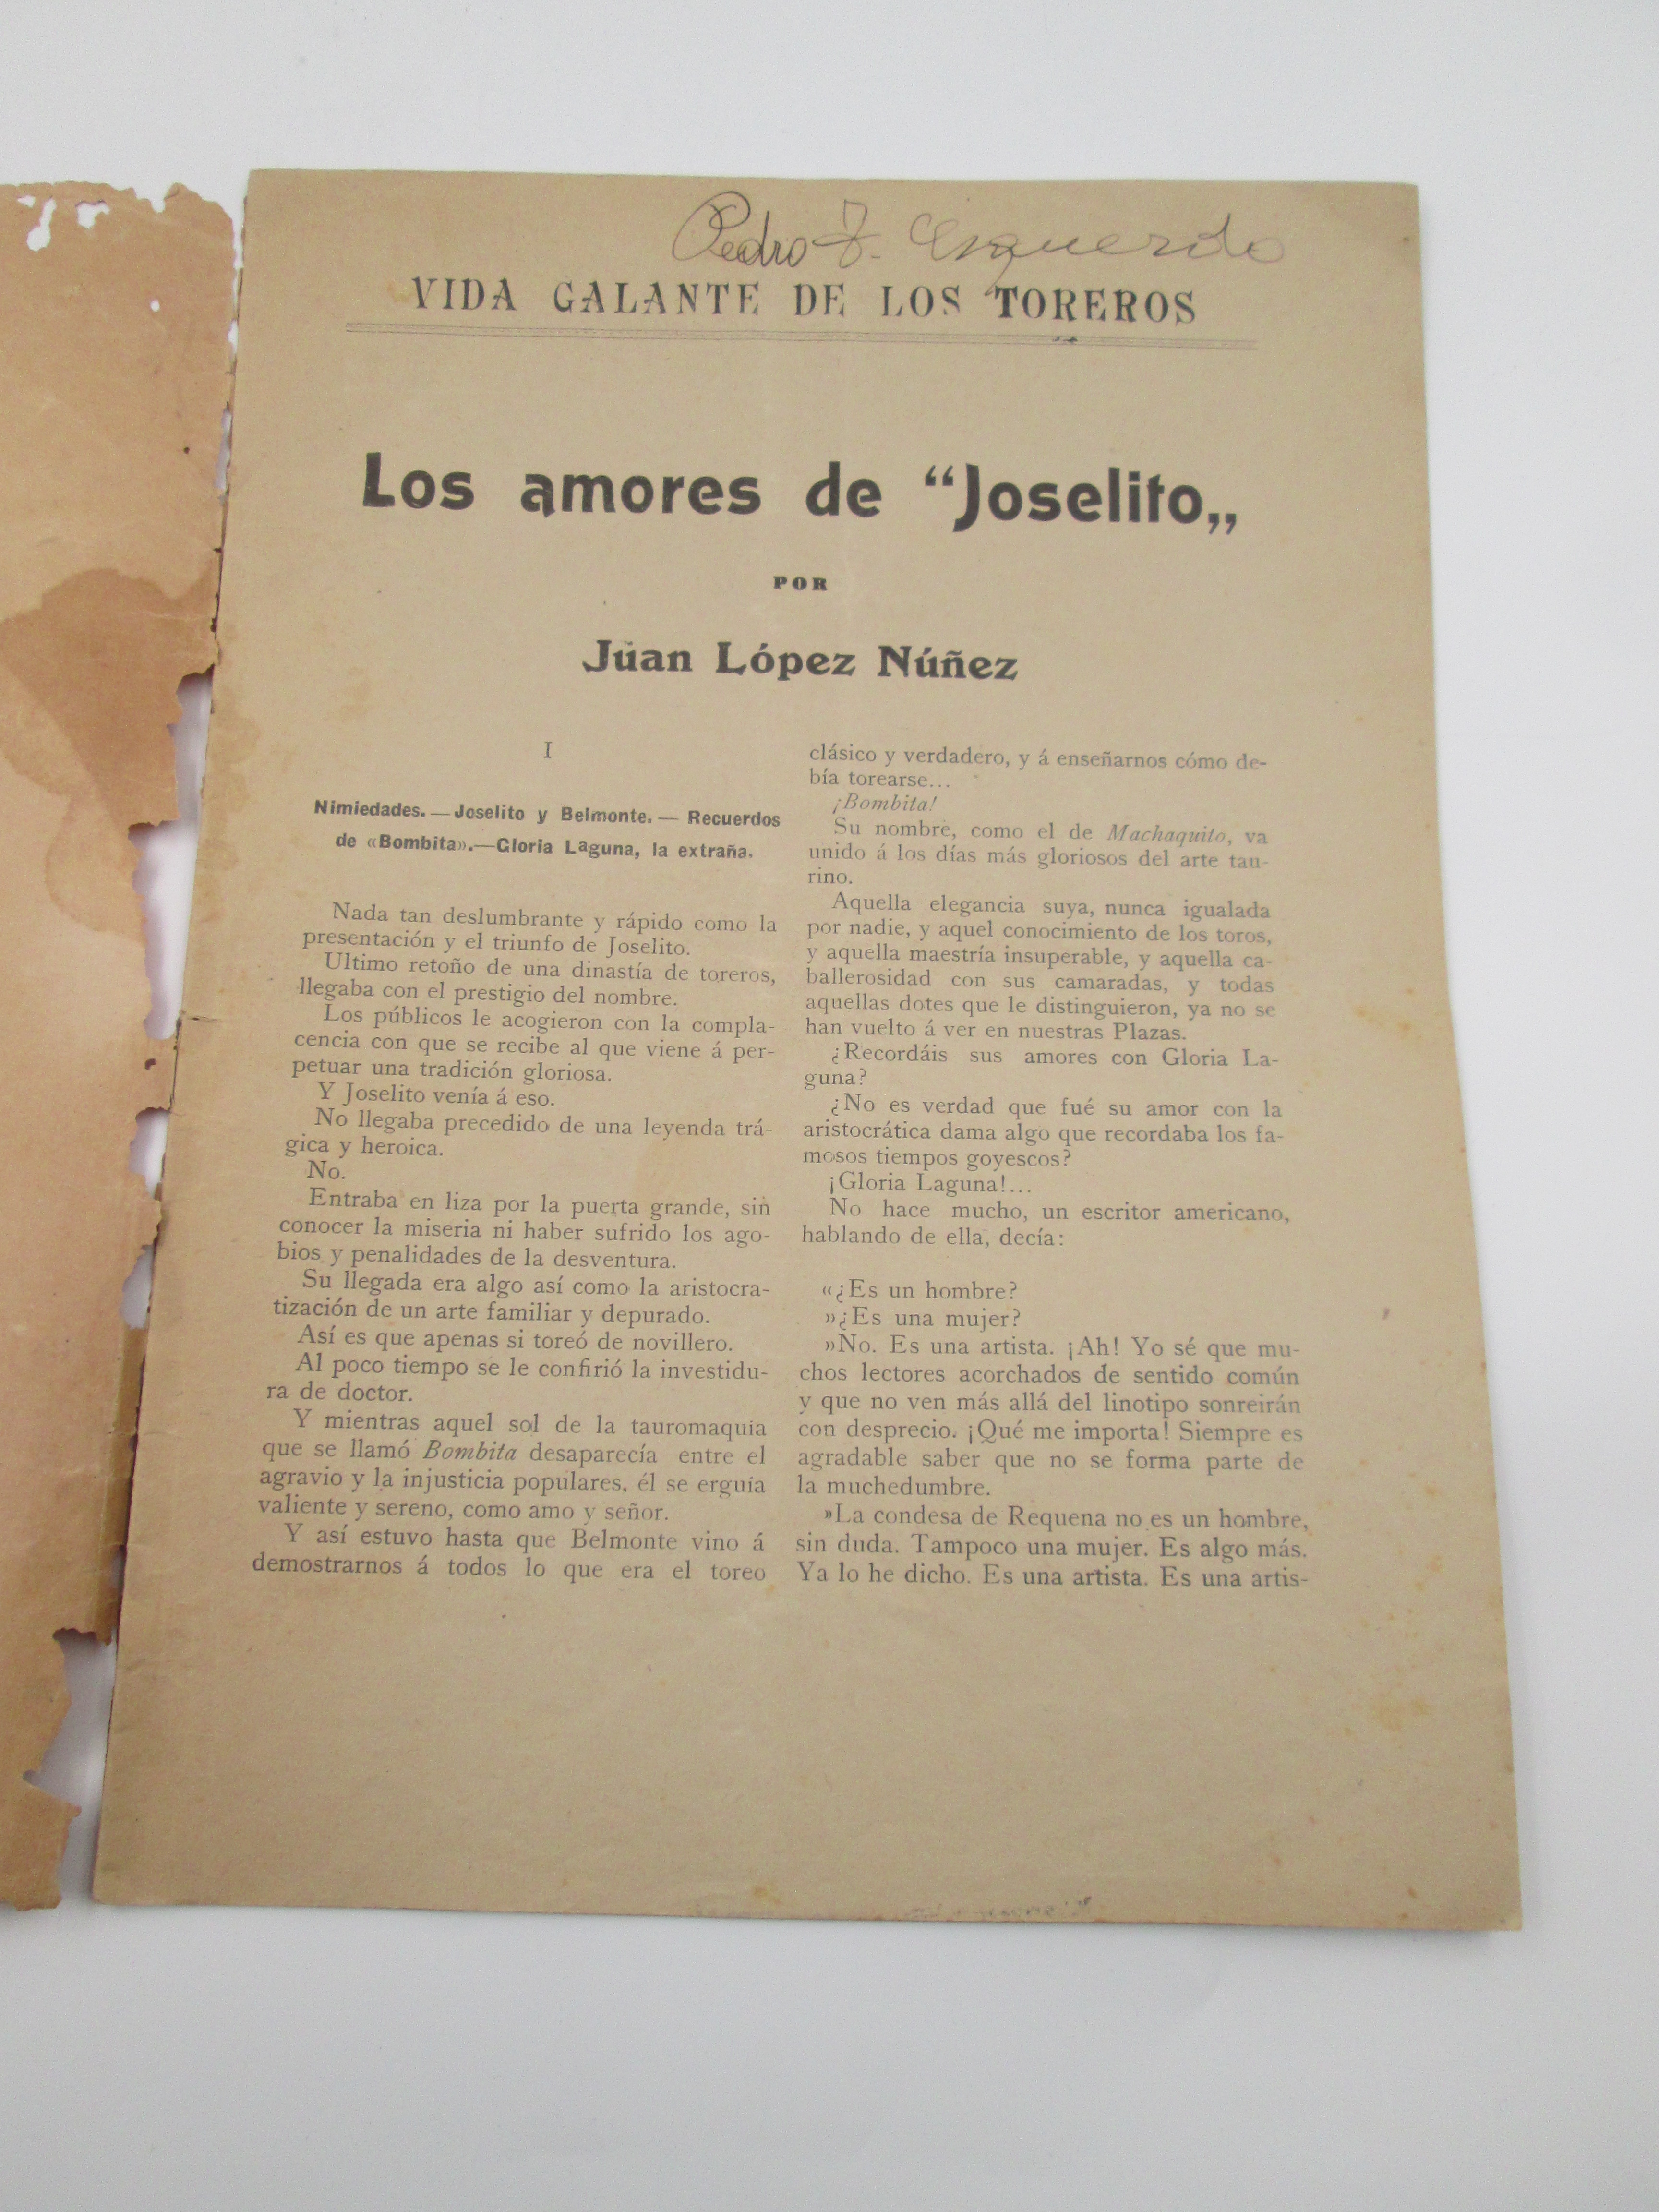 Pedro J. Esquerdo
VIDA GALANTE DE LOS TOREROS
Los amores de “Joselito„
POR
Juan López Núñez
I
Nimiedades. — Joselito y Belmonte. — Recuerdos
de «Bombita».—Gloria Laguna, la extraña.
Nada tan deslumbrante y rápido como la
presentación y el triunfo de Joselito.
Ultimo retoño de una dinastía de toreros,
llegaba con el prestigio del nombre.
Los públicos le acogieron con la compla-
cencia con que se recibe al que viene á per-
petuar una tradición gloriosa.
Y Joselito venía á eso.
No llegaba precedido de una leyenda trá-
gica y heroica.
No.
Entraba en liza por la puerta grande, sin
conocer la miseria ni haber sufrido los ago-
bios y penalidades de la desventura.
Su llegada era algo así como la aristocra-
tización de un arte familiar y depurado.
Así es que apenas si toreó de novillero.
Al poco tiempo se le confirió la investidu-
ra de doctor.
Y mientras aquel sol de la tauromaquia
que se llamó Bombita desaparecía entre el
agravio y la injusticia populares, él se erguía
valiente y sereno, como amo y señor.
Y así estuvo hasta que Belmonte vino á
demostrarnos á todos lo que era el toreo
clásico y verdadero, y á enseñarnos cómo de-
bía torearse...
¡Bombita!
Su nombre, como el de Machaquito, va
unido á los días más gloriosos del arte tau-
rino.
Aquella elegancia suya, nunca igualada
por nadie, y aquel conocimiento de los toros,
y aquella maestría insuperable, y aquella ca-
ballerosidad con sus camaradas, y todas
aquellas dotes que le distinguieron, ya no se
han vuelto á ver en nuestras Plazas.
¿Recordáis sus amores con Gloria La-
guna?
¿No es verdad que fué su amor con la
aristocrática dama algo que recordaba los fa-
mosos tiempos goyescos?
¡Gloria Laguna!...
No hace mucho, un escritor americano,
hablando de ella, decía:
«¿Es un hombre?
»¿Es una mujer?
»No. Es una artista. ¡Ah! Yo sé que mu-
chos lectores acorchados de sentido común
y que no ven más allá del linotipo sonreirán
con desprecio. ¡Qué me importa! Siempre es
agradable saber que no se forma parte de
la muchedumbre.
»La condesa de Requena no es un hombre,
sin duda. Tampoco una mujer. Es algo más.
Ya lo he dicho. Es una artista. Es una artis-